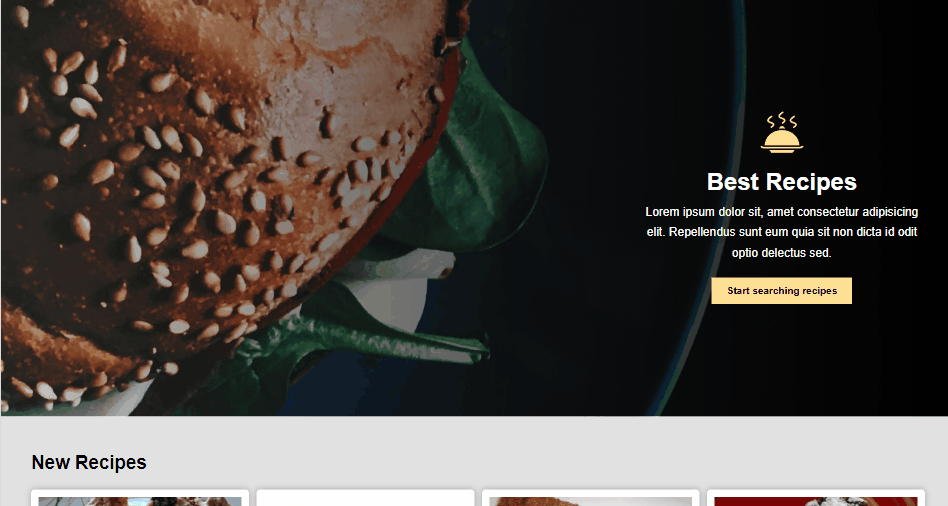 Best Recipes
Lorem ipsum dolor sit, amet consectetur adipisicing
elit. Repellendus sunt eum quia sit non dicta id odit
optio delectus sed.
Start searching recipes
New Recipes